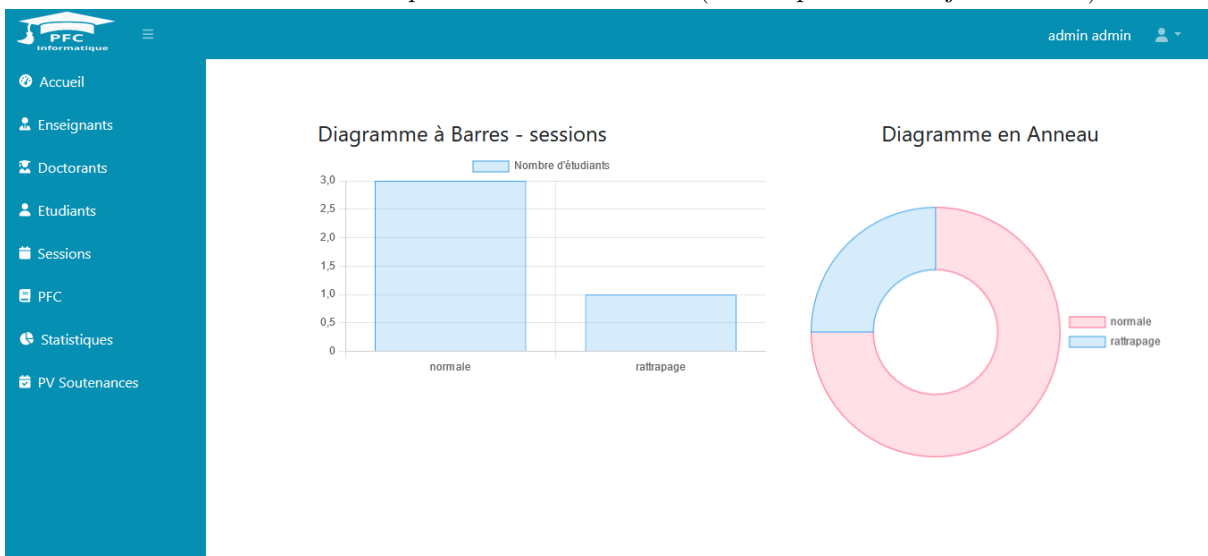 PFC
Informatique
admin admin
Accueil
Enseignants
Doctorants
Etudiants
Sessions
PFC
Statistiques
PV Soutenances
Diagramme à Barres - sessions
Nombre d'étudiants
3,0
2,5
2,0
1,5
1,0
0,5
0
normale
rattrapage
Diagramme en Anneau
normale
rattrapage